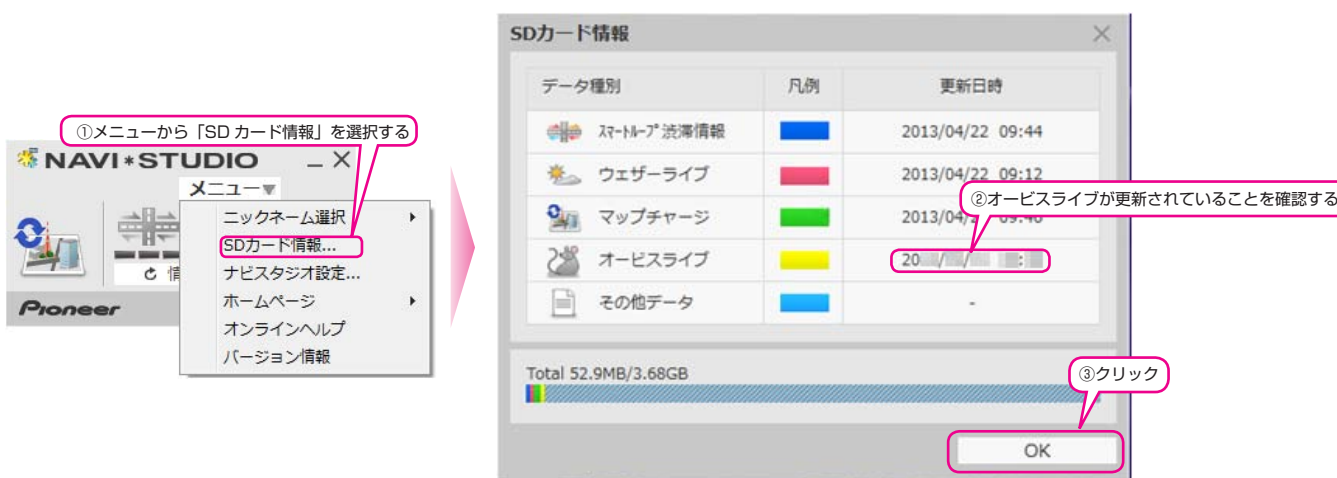 ①メニューから「SD カード情報」を選択する
NAVI*STUDIO
メニュー▼
ニックネーム選択
SDカード情報...
ナビスタジオ設定...
ホームページ
オンラインヘルプ
バージョン情報
情
Pioneer
SDカード情報
データ種別 凡例 更新日時
スマートループ渋滞情報 2013/04/22 09:44
ウェザーライブ 2013/04/22 09:12
②オービスライブが更新されていることを確認する
マップチャージ 2013/04/
オービスライブ 20 / / :
その他データ -
Total 52.9MB/3.68GB
③クリック
OK